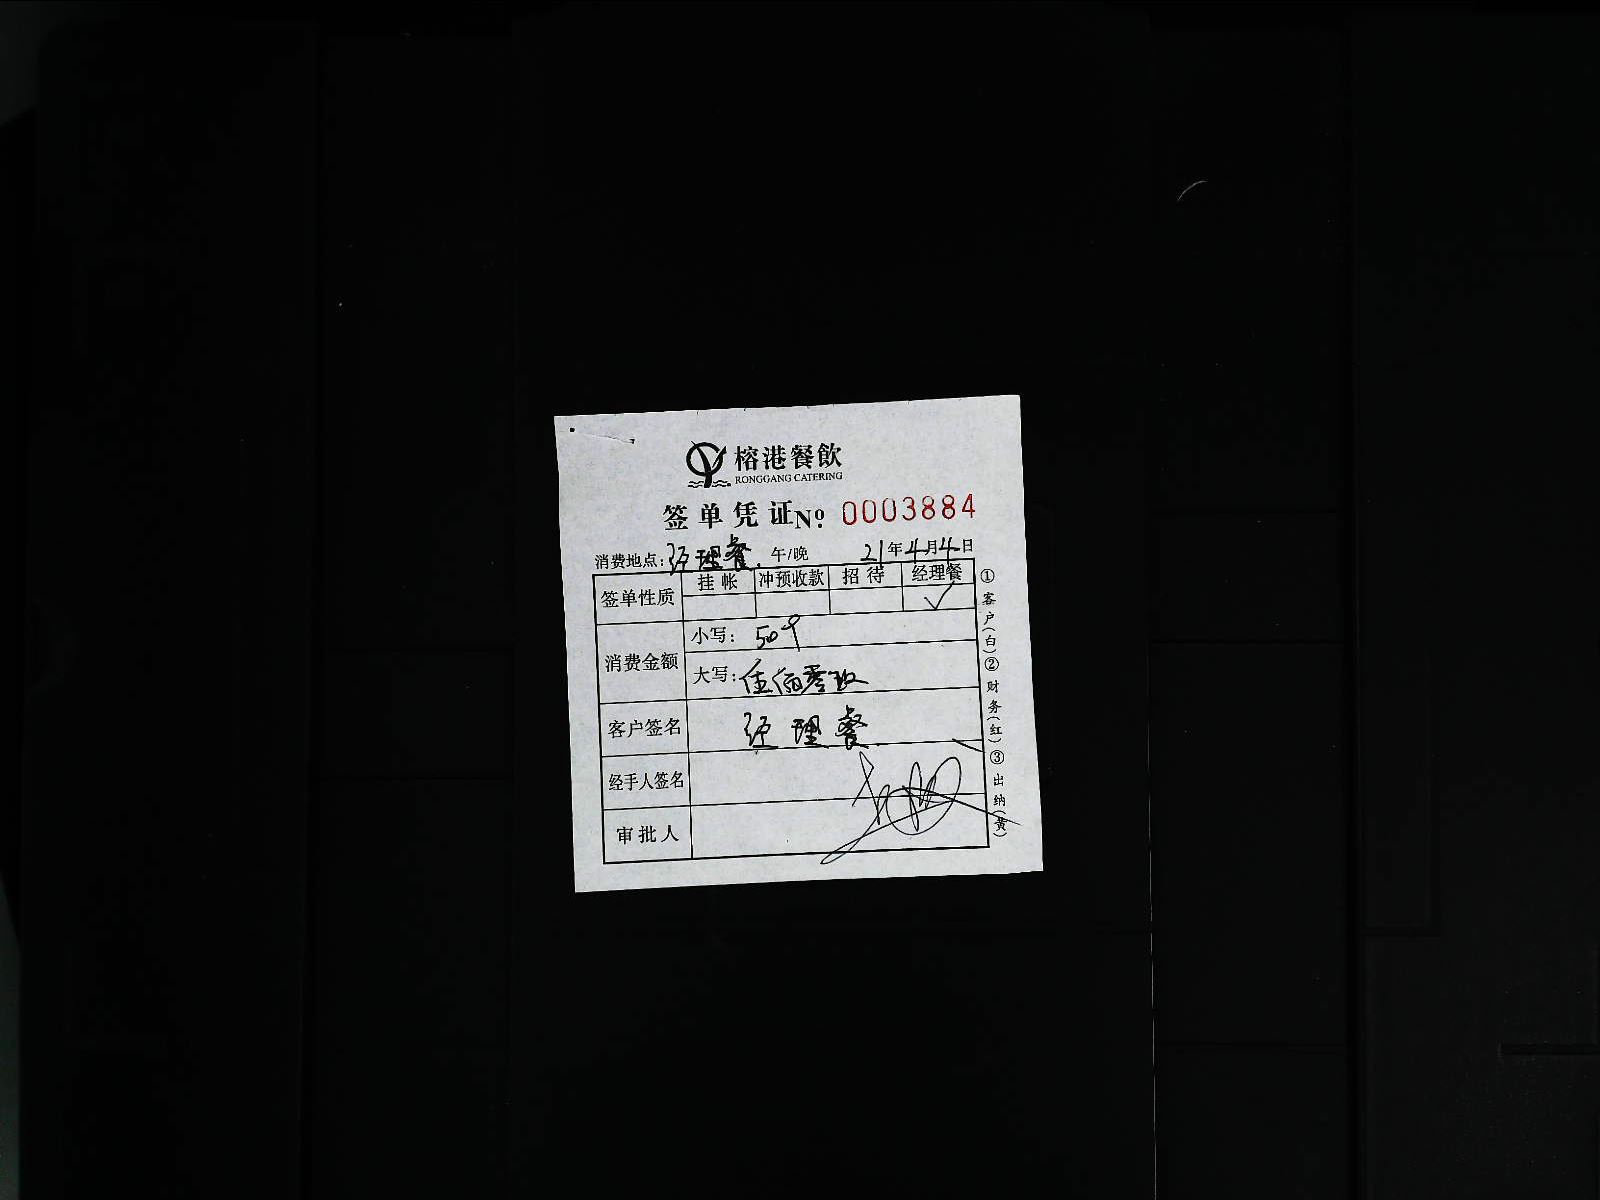 榕港餐飲
RONGGANG CATERING
签单凭证 Nº 0003884
消费地点:经理餐. 午/晚 21年4月4日
签单性质 挂帐 冲预收款 招待 经理餐
✓
消费金额 小写: 509
大写: 伍佰零玖
客户签名 经理餐.
经手人签名
审批人
①客户(白)②财务(红)③出纳(黄)